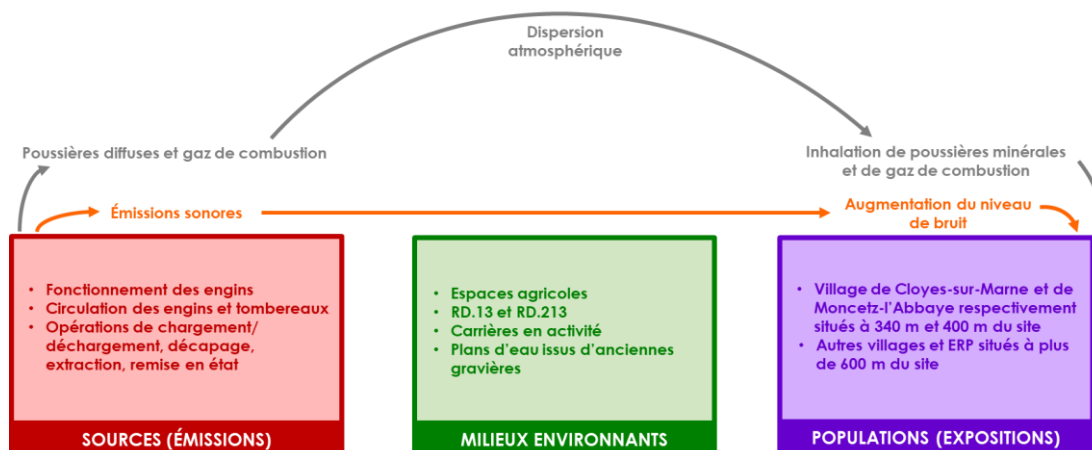 Dispersion
atmosphérique
Poussières diffuses et gaz de combustion
Inhalation de poussières minérales
et de gaz de combustion
Émissions sonores
Augmentation du niveau
de bruit
• Fonctionnement des engins
• Circulation des engins et tombereaux
• Opérations de chargement/
déchargement, décapage,
extraction, remise en état
SOURCES (ÉMISSIONS)
• Espaces agricoles
• RD.13 et RD.213
• Carrières en activité
• Plans d'eau issus d'anciennes
gravières
MILIEUX ENVIRONNANTS
• Village de Cloyes-sur-Marne et de
Moncetz-l'Abbaye respectivement
situés à 340 m et 400 m du site
• Autres villages et ERP situés à plus
de 600 m du site
POPULATIONS (EXPOSITIONS)